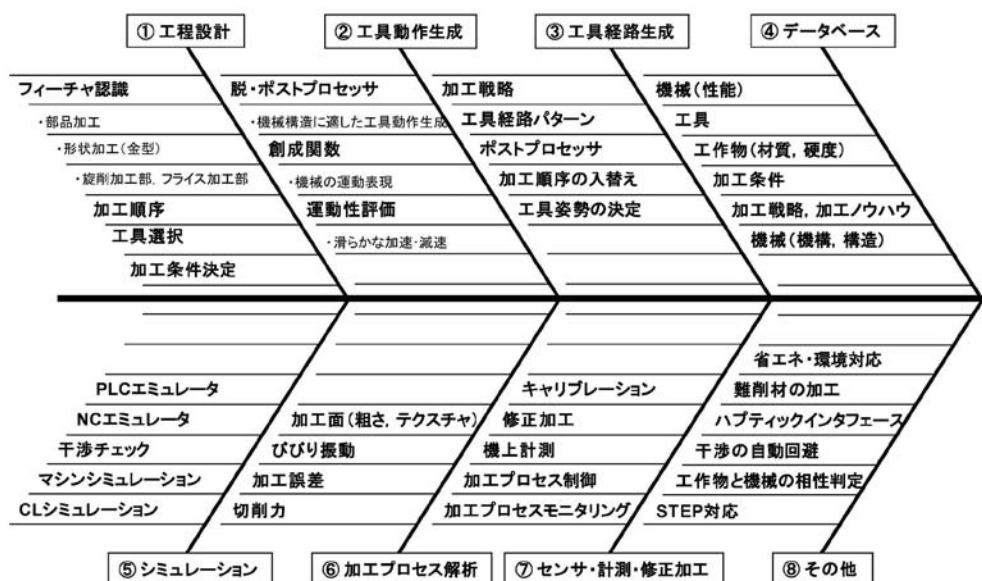 ① 工程設計
② 工具動作生成
③ 工具経路生成
④ データベース
フィーチャ認識
・部品加工
・形状加工(金型)
・旋削加工部, フライス加工部
加工順序
工具選択
加工条件決定
脱・ポストプロセッサ
・機械構造に適した工具動作生成
創成関数
・機械の運動表現
運動性評価
・滑らかな加速・減速
加工戦略
工具経路パターン
ポストプロセッサ
加工順序の入替え
工具姿勢の決定
機械(性能)
工具
工作物(材質, 硬度)
加工条件
加工戦略, 加工ノウハウ
機械(機構, 構造)
PLCエミュレータ
NCエミュレータ
干渉チェック
マシンシミュレーション
CLシミュレーション
加工面(粗さ, テクスチャ)
びびり振動
加工誤差
切削力
キャリブレーション
修正加工
機上計測
加工プロセス制御
加工プロセスモニタリング
省エネ・環境対応
難削材の加工
ハプティックインタフェース
干渉の自動回避
工作物と機械の相性判定
STEP対応
⑤ シミュレーション
⑥ 加工プロセス解析
⑦ センサ・計測・修正加工
⑧ その他